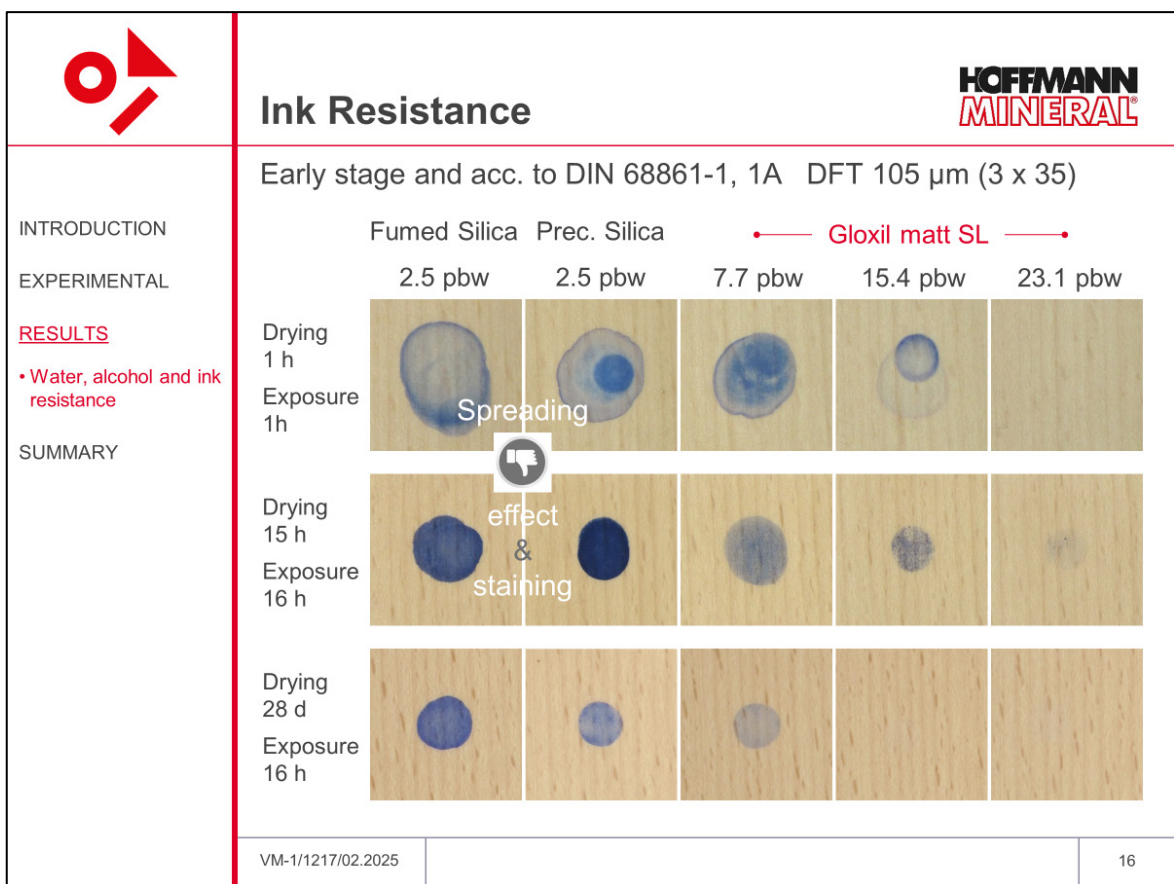 HOFFMANN
MINERAL®
Ink Resistance
Early stage and acc. to DIN 68861-1, 1A DFT 105 µm (3 x 35)
INTRODUCTION
EXPERIMENTAL
RESULTS
• Water, alcohol and ink
resistance
SUMMARY
Fumed Silica Prec. Silica Gloxil matt SL
2.5 pbw 2.5 pbw 7.7 pbw 15.4 pbw 23.1 pbw
Drying
1 h
Exposure
1h
Spreading
Drying
15 h
Exposure
16 h
effect
&
staining
Drying
28 d
Exposure
16 h
VM-1/1217/02.2025
16